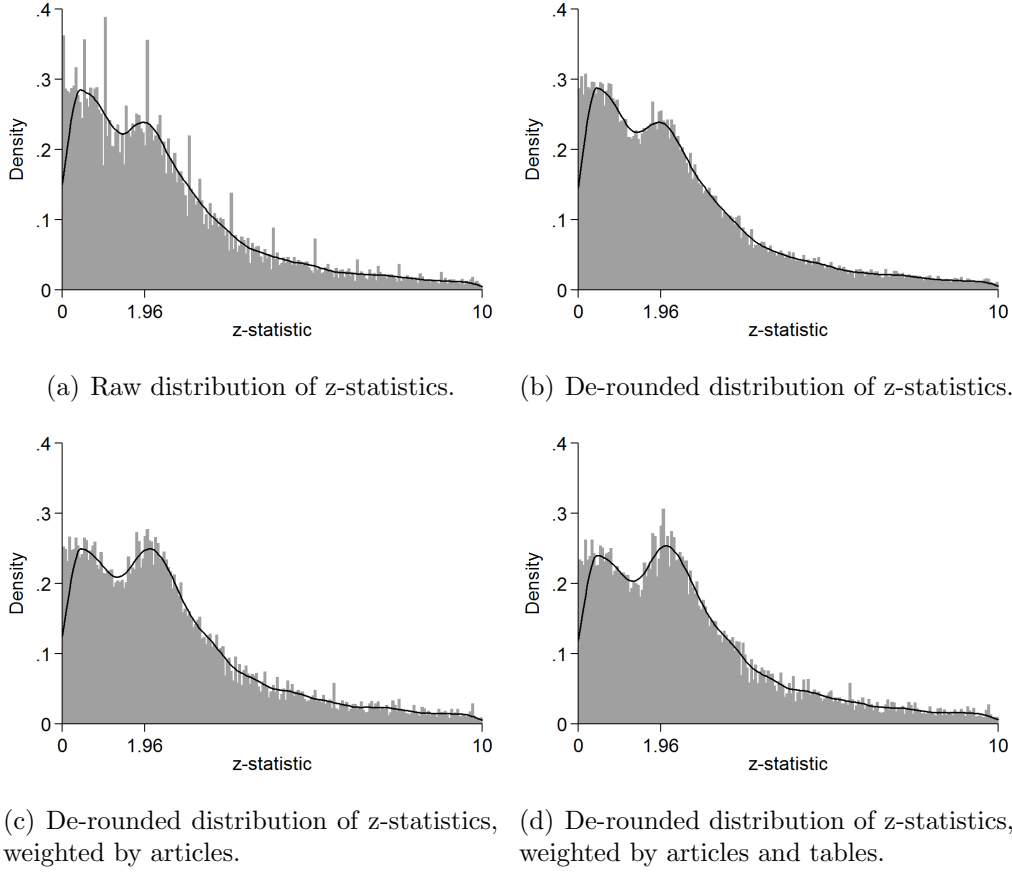 .4
.3
.2
.1
0
Density
0
1.96
10
z-statistic
(a) Raw distribution of z-statistics.
.4
.3
.2
.1
0
Density
0
1.96
10
z-statistic
(b) De-rounded distribution of z-statistics.
.4
.3
.2
.1
0
Density
0
1.96
10
z-statistic
(c) De-rounded distribution of z-statistics,
weighted by articles.
.4
.3
.2
.1
0
Density
0
1.96
10
z-statistic
(d) De-rounded distribution of z-statistics,
weighted by articles and tables.